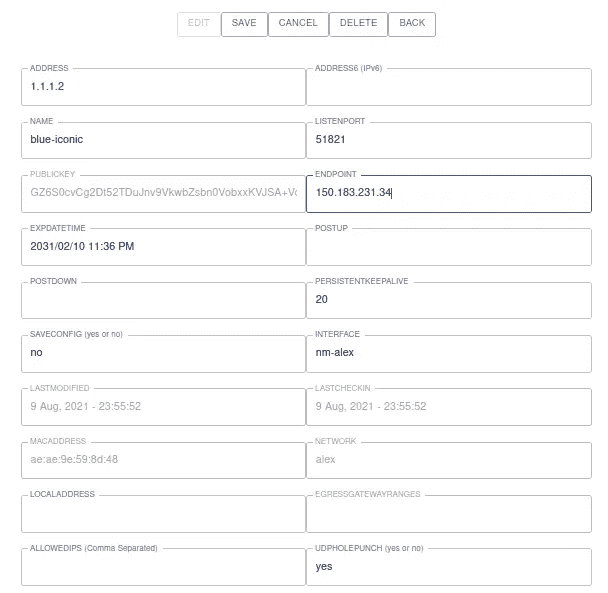 EDIT SAVE CANCEL DELETE BACK
ADDRESS ADDRESS6 (IPv6)
1.1.1.2
NAME LISTENPORT
blue-iconic 51821
PUBLICKEY ENDPOINT
GZ6S0cvCg2Dt52TDuJnv9VkwbZsbn0VobxxKVJSA+Vc 150.183.231.34
EXPDATETIME POSTUP
2031/02/10 11:36 PM
POSTDOWN PERSISTENTKEEPALIVE
20
SAVECONFIG (yes or no) INTERFACE
no nm-alex
LASTMODIFIED LASTCHECKIN
9 Aug, 2021 - 23:55:52 9 Aug, 2021 - 23:55:52
MACADDRESS NETWORK
ae:ae:9e:59:8d:48 alex
LOCALADDRESS EGRESSGATEWAYRANGES
ALLOWEDIPS (Comma Separated) UDPHOLEPUNCH (yes or no)
yes